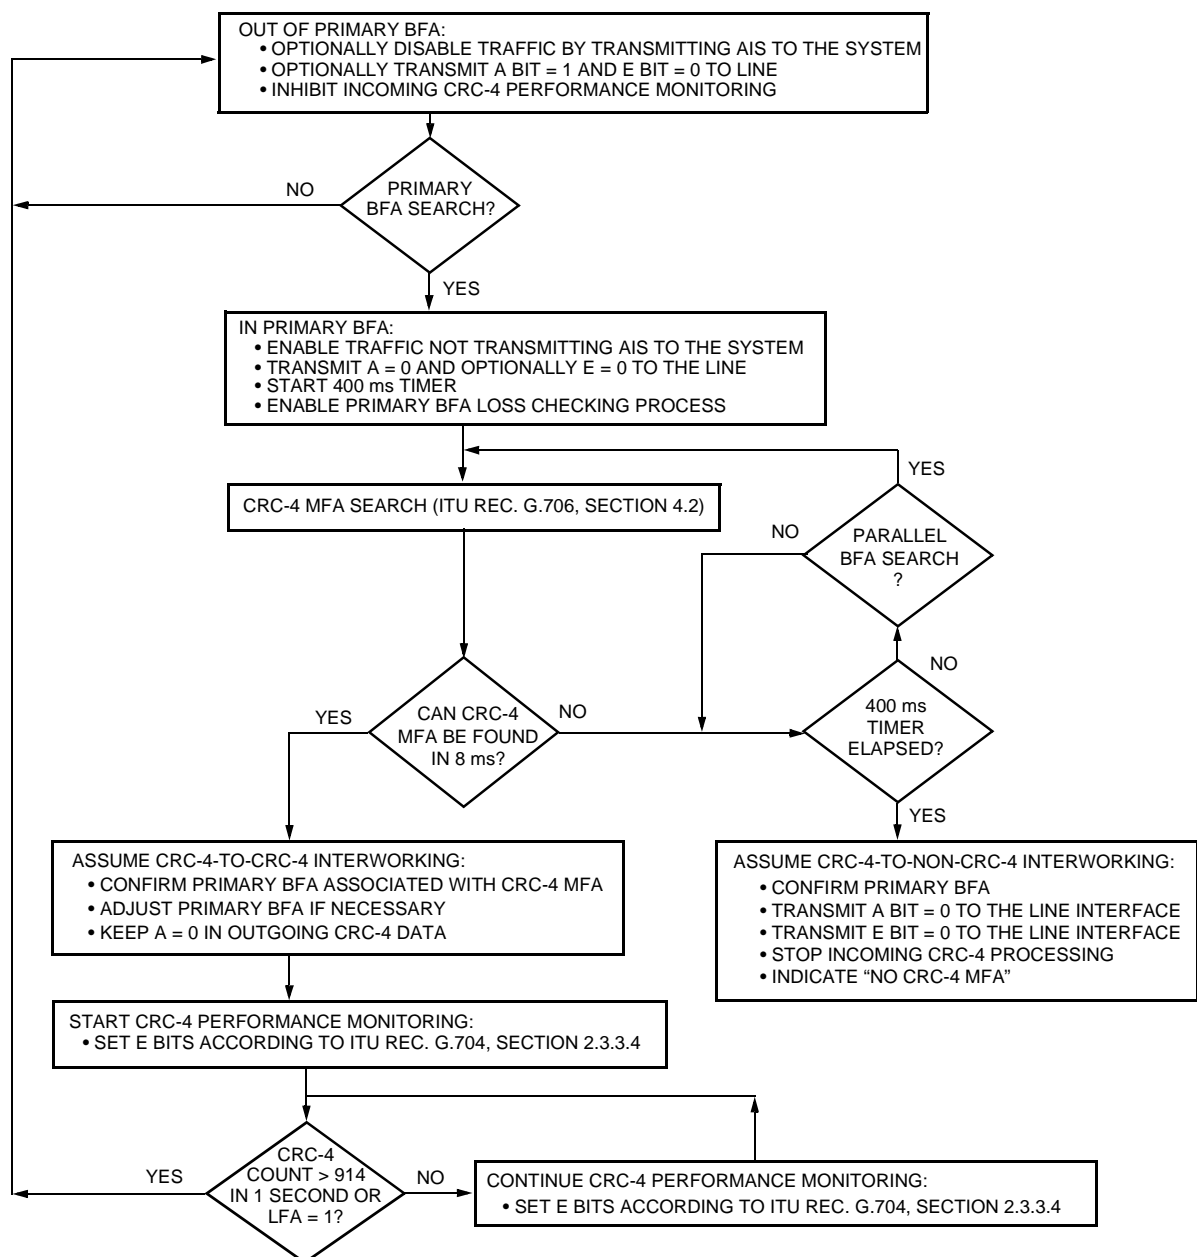 OUT OF PRIMARY BFA:
• OPTIONALLY DISABLE TRAFFIC BY TRANSMITTING AIS TO THE SYSTEM
• OPTIONALLY TRANSMIT A BIT = 1 AND E BIT = 0 TO LINE
• INHIBIT INCOMING CRC-4 PERFORMANCE MONITORING
NO
PRIMARY
BFA SEARCH?
YES
IN PRIMARY BFA:
• ENABLE TRAFFIC NOT TRANSMITTING AIS TO THE SYSTEM
• TRANSMIT A = 0 AND OPTIONALLY E = 0 TO THE LINE
• START 400 ms TIMER
• ENABLE PRIMARY BFA LOSS CHECKING PROCESS
YES
CRC-4 MFA SEARCH (ITU REC. G.706, SECTION 4.2)
NO
PARALLEL
BFA SEARCH
?
NO
YES
CAN CRC-4
MFA BE FOUND
IN 8 ms?
NO
400 ms
TIMER
ELAPSED?
YES
ASSUME CRC-4-TO-CRC-4 INTERWORKING:
• CONFIRM PRIMARY BFA ASSOCIATED WITH CRC-4 MFA
• ADJUST PRIMARY BFA IF NECESSARY
• KEEP A = 0 IN OUTGOING CRC-4 DATA
ASSUME CRC-4-TO-NON-CRC-4 INTERWORKING:
• CONFIRM PRIMARY BFA
• TRANSMIT A BIT = 0 TO THE LINE INTERFACE
• TRANSMIT E BIT = 0 TO THE LINE INTERFACE
• STOP INCOMING CRC-4 PROCESSING
• INDICATE “NO CRC-4 MFA”
START CRC-4 PERFORMANCE MONITORING:
• SET E BITS ACCORDING TO ITU REC. G.704, SECTION 2.3.3.4
YES
CRC-4
COUNT > 914
IN 1 SECOND OR
LFA = 1?
NO
CONTINUE CRC-4 PERFORMANCE MONITORING:
• SET E BITS ACCORDING TO ITU REC. G.704, SECTION 2.3.3.4